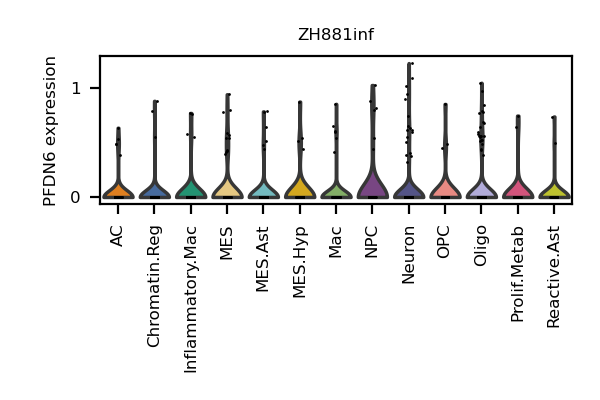 ZH881inf
PFDN6 expression
1
0
AC
Chromatin.Reg
Inflammatory.Mac
MES
MES.Ast
MES.Hyp
Mac
NPC
Neuron
OPC
Oligo
Prolif.Metab
Reactive.Ast